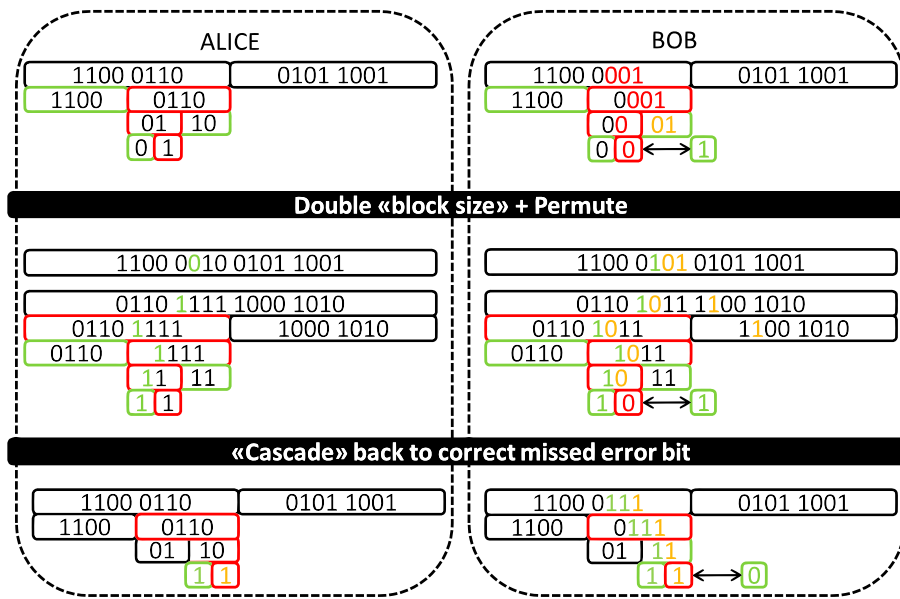 ALICE BOB
1100 0110 0101 1001 1100 0001 0101 1001
1100 0110 1100 0001
01 10 00 01
0 1 0 0 1
Double «block size» + Permute
1100 0010 0101 1001 1100 0101 0101 1001
0110 1111 1000 1010 0110 1011 1100 1010
0110 1111 1000 1010 0110 1011 1100 1010
0110 1111 0110 1011
11 11 10 11
1 1 1 0 1
«Cascade» back to correct missed error bit
1100 0110 0101 1001 1100 0111 0101 1001
1100 0110 1100 0111
01 10 01 11
1 1 1 1 0